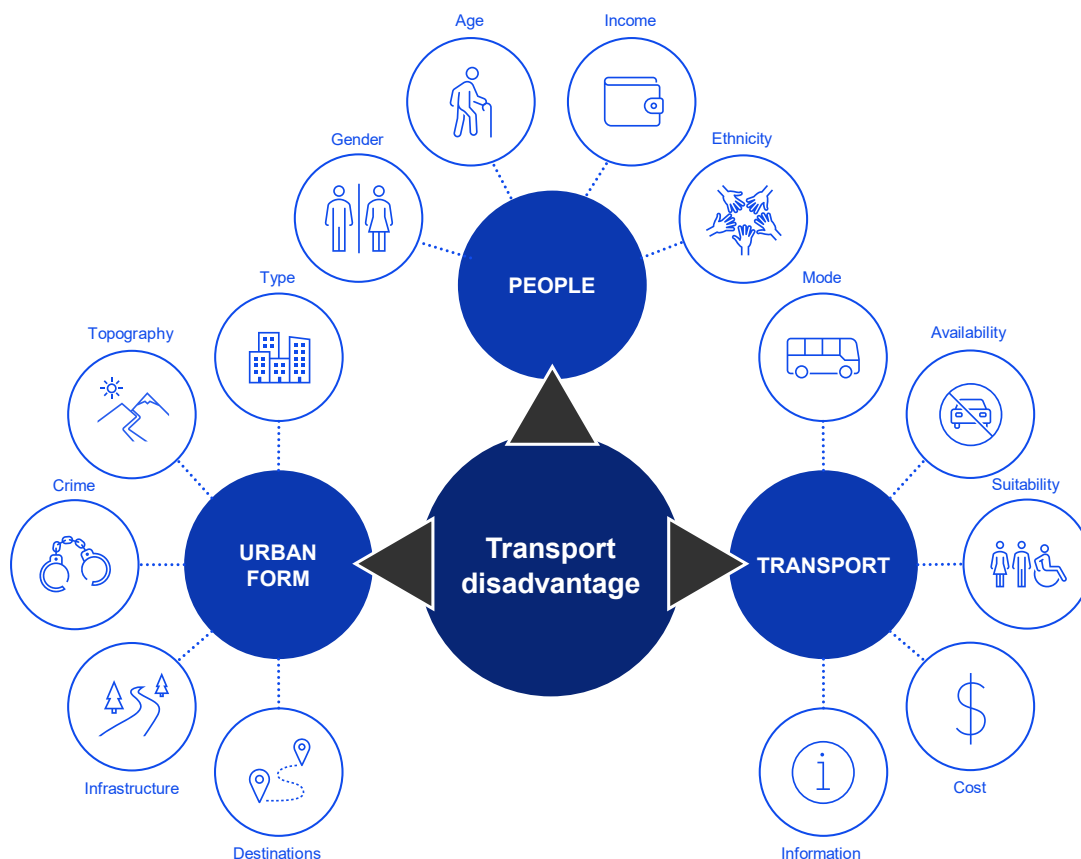 Age
Income
Gender
Ethnicity
PEOPLE
Type
Mode
Topography
Availability
Crime
Suitability
URBAN
FORM
Transport
disadvantage
TRANSPORT
Infrastructure
Cost
Destinations
Information